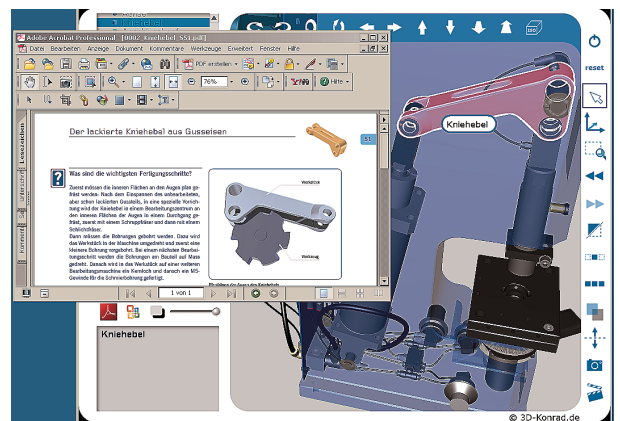 Kniehebel
Adobe Acrobat Professional - [0002_Kniehebel_S51.pdf]
Datei Bearbeiten Anzeige Dokument Kommentare Werkzeuge Erweitert Fenster Hilfe
PDF erstellen
76%
Hilfe
Lesezeichen
Kommentare
Der lackierte Kniehebel aus Gusseisen
51
Was sind die wichtigsten Fertigungsschritte?
Zuerst müssen die inneren Flächen an den Augen plan ge-
fräst werden: Nach dem Einspannen des unbearbeiteten,
aber schon lackierten Gussteils, in eine spezielle Vorrich-
tung wird der Kniehebel in einem Bearbeitungszentrum an
den inneren Flächen der Augen in einem Durchgang ge-
fräst, zuerst mit einem Schruppfräser und dann mit einem
Schlichtfräser.
Dann müssen die Bohrungen gebohrt werden. Dazu wird
das Werkstück in der Maschine umgedreht und zuerst eine
kleinere Bohrung vorgebohrt. Bei einem nächsten Bearbei-
tungsschritt werden die Bohrungen am Bauteil auf Mass
gedreht. Danach wird in das Werkstück auf einer weiteren
Bearbeitungsmaschine ein Kernloch und danach ein M5-
Gewinde für die Schmierbohrung gefertigt.
Werkstück
Werkzeug
1 von 1
Kniehebel
Kniehebel
reset
© 3D-Konrad.de